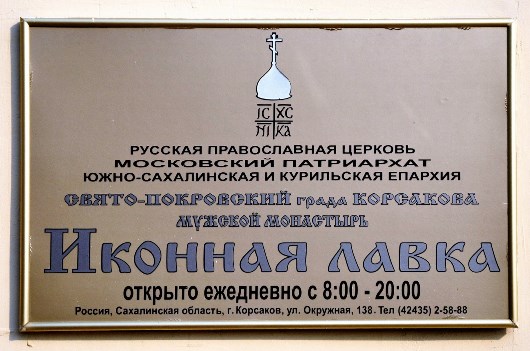 IC XC
NI KA
РУССКАЯ ПРАВОСЛАВНАЯ ЦЕРКОВЬ
МОСКОВСКИЙ ПАТРИАРХАТ
ЮЖНО-САХАЛИНСКАЯ И КУРИЛЬСКАЯ ЕПАРХИЯ
СВЯТО-ПОКРОВСКИЙ града КОРСАКОВА
МУЖСКОЙ МОНАСТЫРЬ
Иконная лавка
открыто ежедневно с 8:00 - 20:00
Россия, Сахалинская область, г. Корсаков, ул. Окружная, 138. Тел (42435) 2-58-88